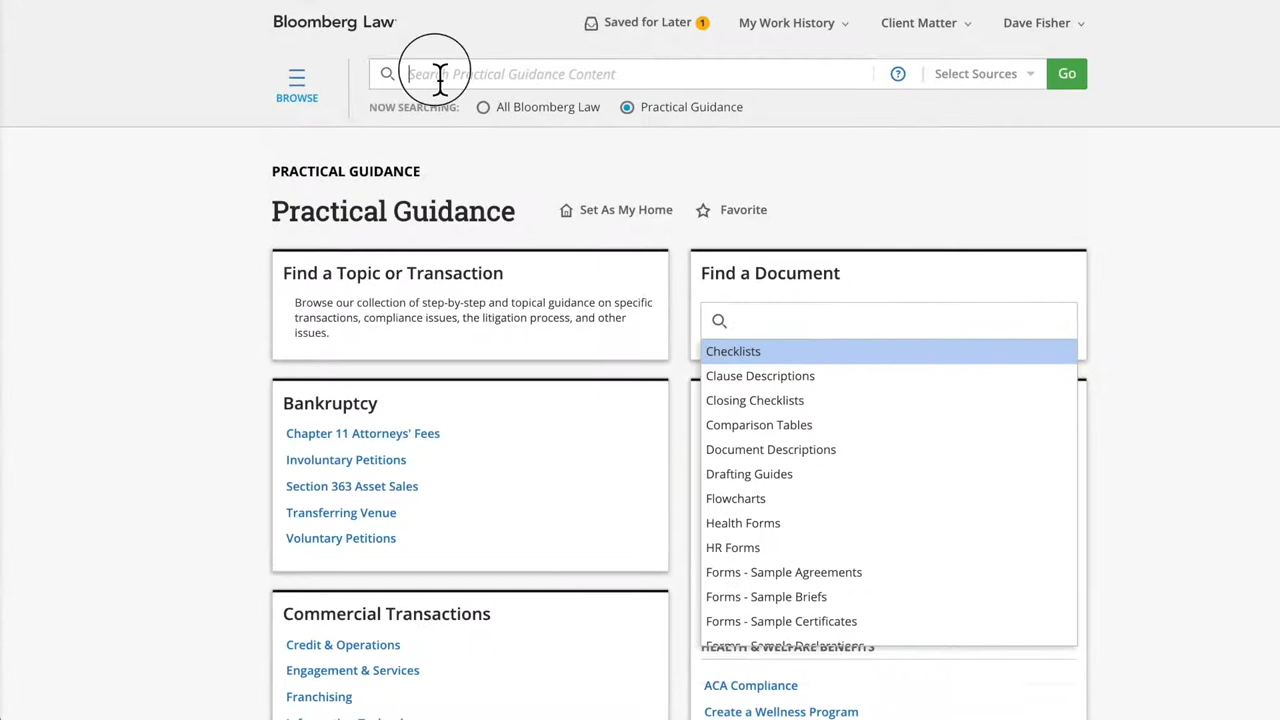 Bloomberg Law
Saved for Later 1
My Work History
Client Matter
Dave Fisher
BROWSE
Search Practical Guidance Content
?
Select Sources
Go
NOW SEARCHING:
All Bloomberg Law
Practical Guidance
PRACTICAL GUIDANCE
Practical Guidance
Set As My Home
Favorite
Find a Topic or Transaction
Browse our collection of step-by-step and topical guidance on specific
transactions, compliance issues, the litigation process, and other
issues.
Bankruptcy
Chapter 11 Attorneys' Fees
Involuntary Petitions
Section 363 Asset Sales
Transferring Venue
Voluntary Petitions
Commercial Transactions
Credit & Operations
Engagement & Services
Franchising
Find a Document
Checklists
Clause Descriptions
Closing Checklists
Comparison Tables
Document Descriptions
Drafting Guides
Flowcharts
Health Forms
HR Forms
Forms - Sample Agreements
Forms - Sample Briefs
Forms - Sample Certificates
Forms - Sample Declarations
HEALTH & WELFARE BENEFITS
ACA Compliance
Create a Wellness Program